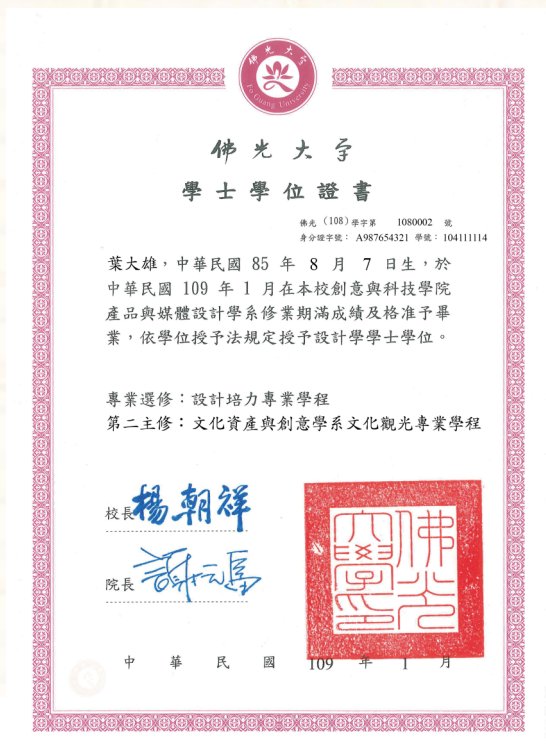 佛光大学
Fo Guang University
佛光大学
學士學位證書
佛光（108）學字第 1080002 號
身分證字號： A987654321 學號： 104111114
葉大雄，中華民國 85 年 8 月 7 日生，於
中華民國 109 年 1 月在本校創意與科技學院
產品與媒體設計學系修業期滿成績及格准予畢
業，依學位授予法規定授予設計學學士學位。
專業選修：設計培力專業學程
第二主修：文化資產與創意學系文化觀光專業學程
校長 楊朝祥
院長
佛光大學印
中 華 民 國 109 年 1 月